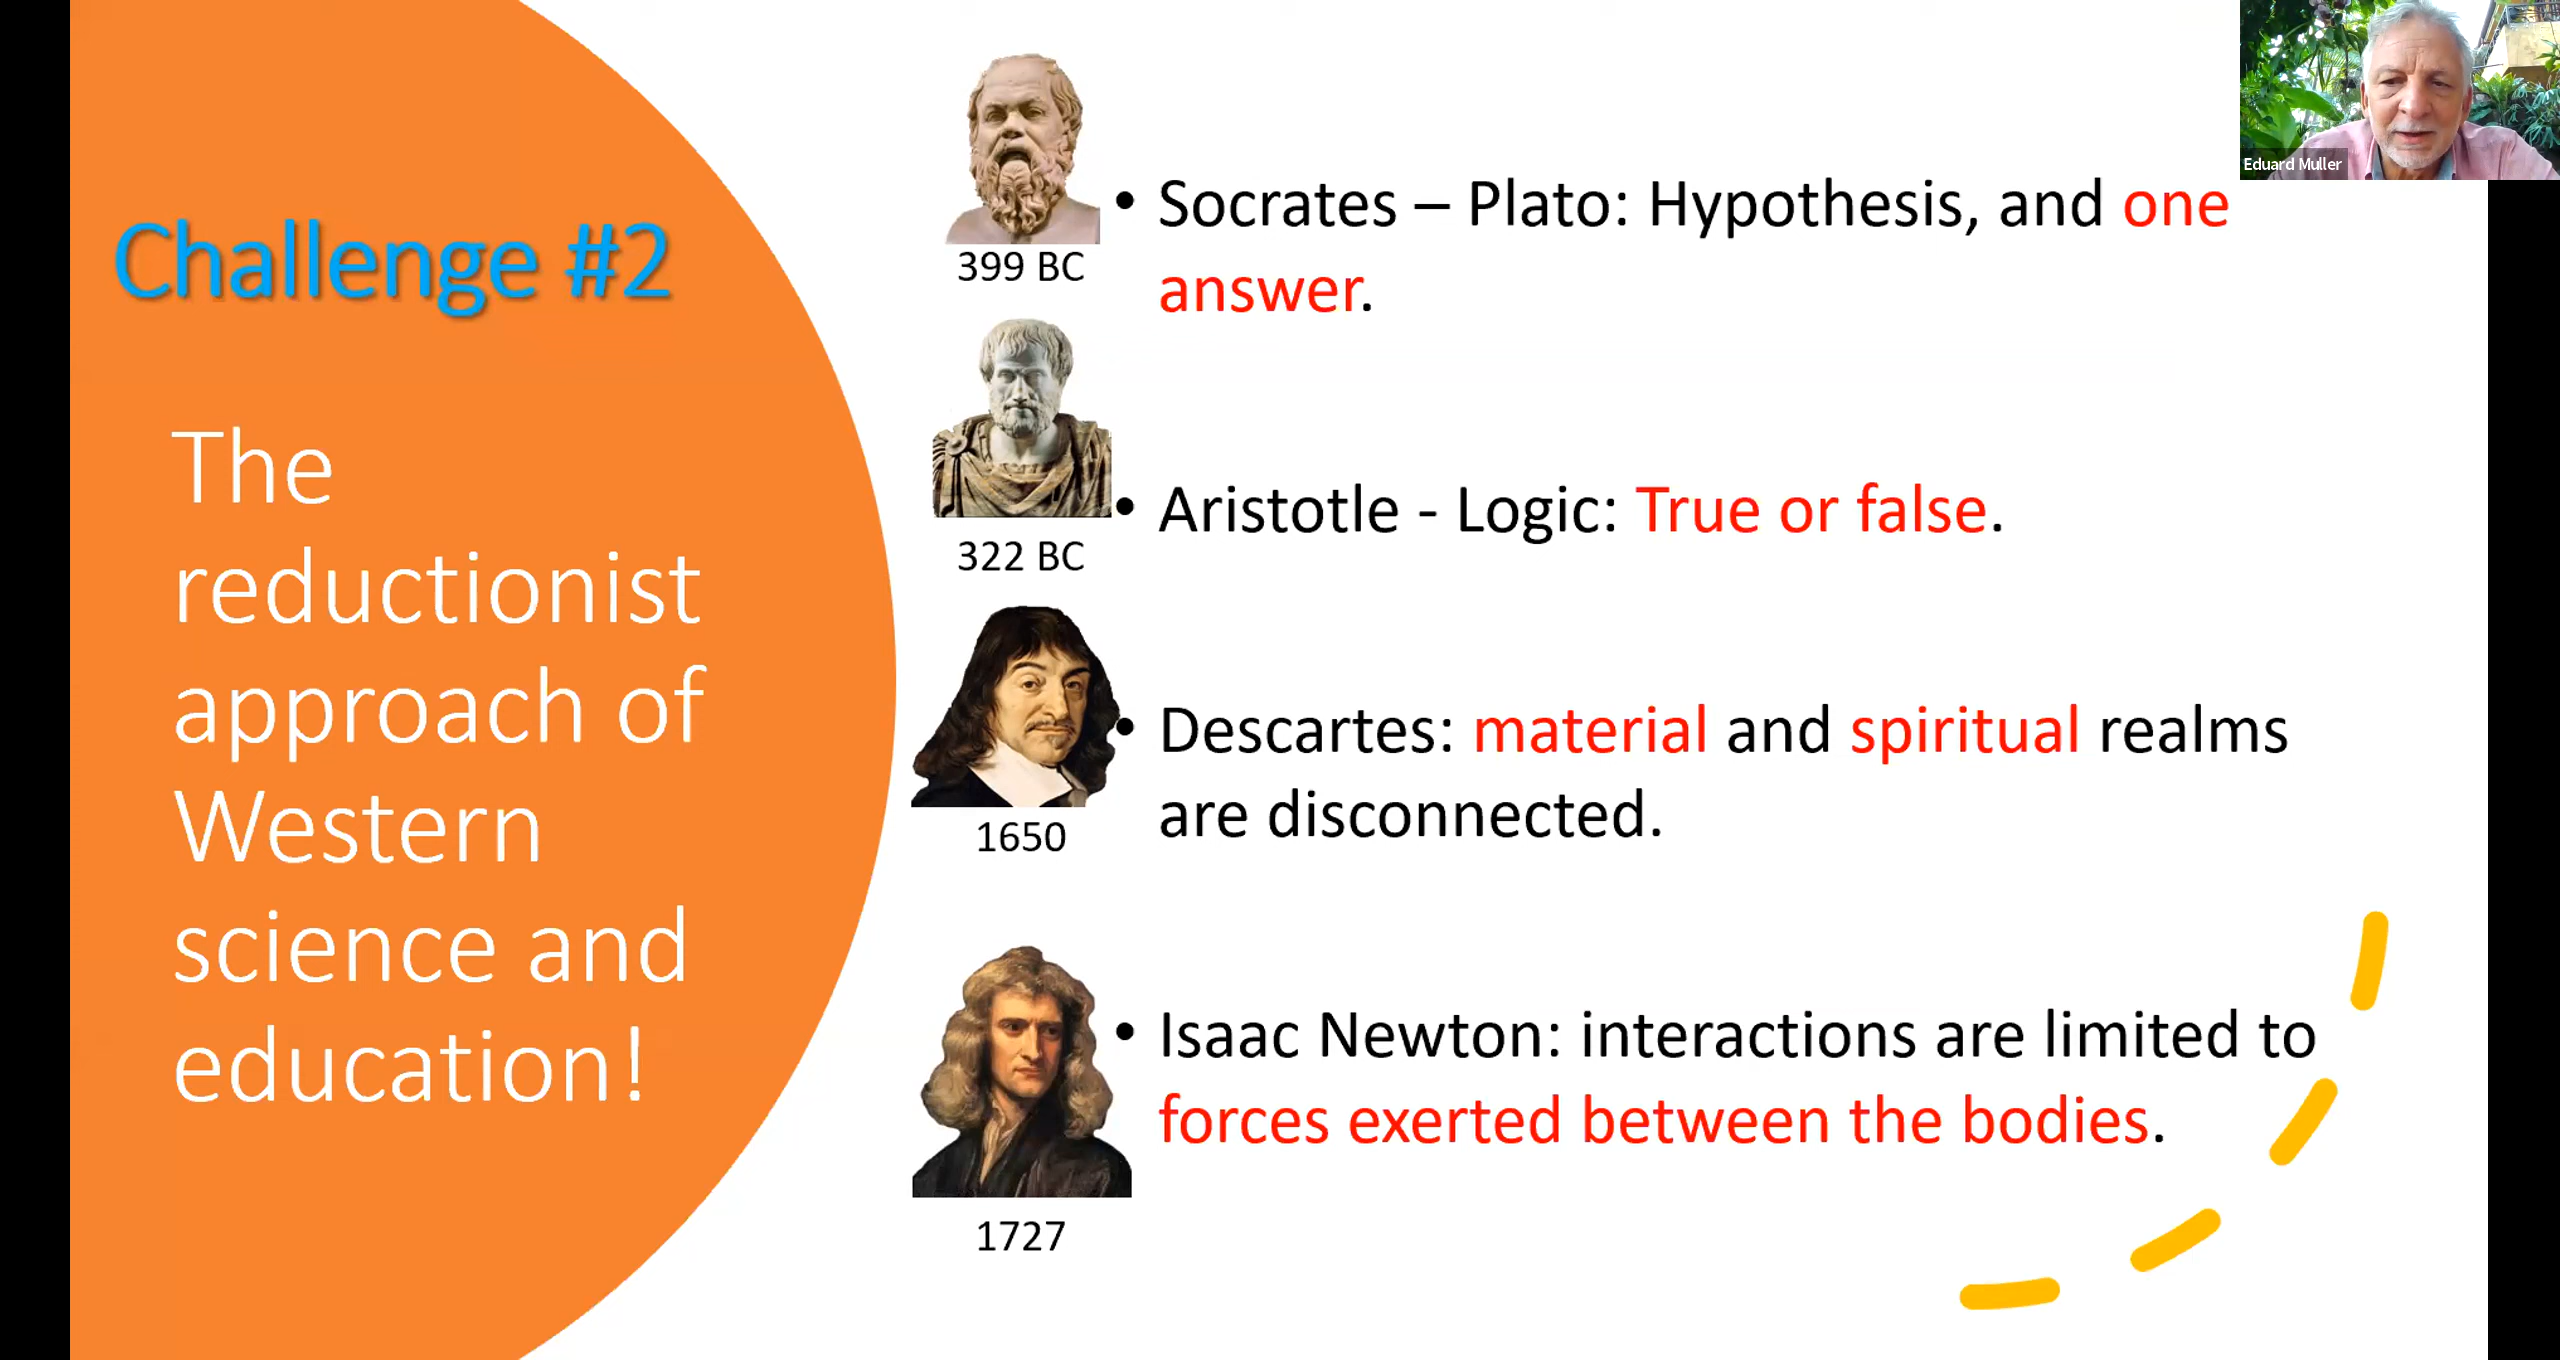 Challenge #2
The
reductionist
approach of
Western
science and
education!
399 BC
• Socrates – Plato: Hypothesis, and one
answer.
322 BC
• Aristotle - Logic: True or false.
1650
• Descartes: material and spiritual realms
are disconnected.
1727
• Isaac Newton: interactions are limited to
forces exerted between the bodies.
Eduard Muller